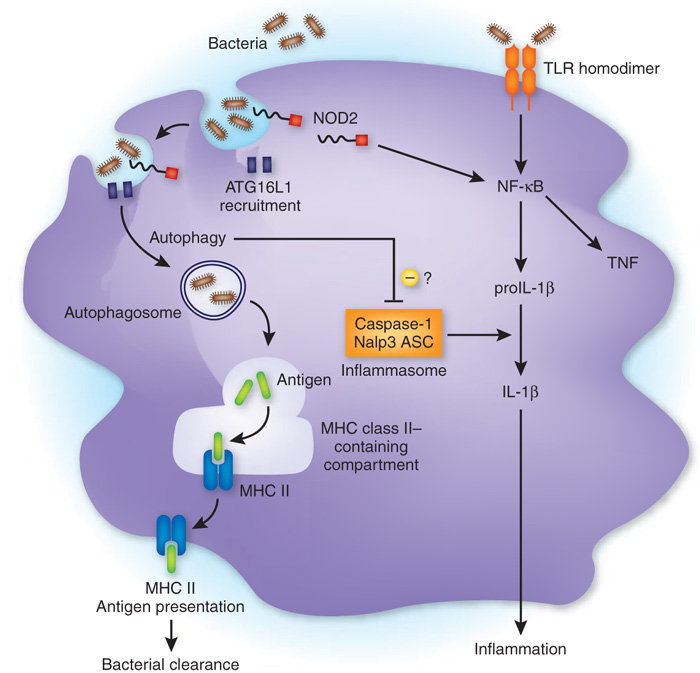 Bacteria
TLR homodimer
NOD2
ATG16L1
recruitment
NF-κB
TNF
Autophagy
– ?
proIL-1β
Autophagosome
Caspase-1
Nalp3 ASC
Inflammasome
Antigen
IL-1β
MHC class II–
containing
compartment
MHC II
MHC II
Antigen presentation
Inflammation
Bacterial clearance